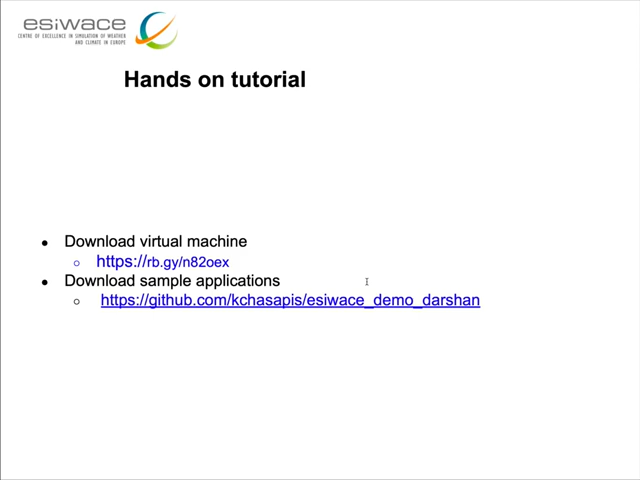 esiwace
CENTRE OF EXCELLENCE IN SIMULATION OF WEATHER
AND CLIMATE IN EUROPE
Hands on tutorial
● Download virtual machine
○ https://rb.gy/n82oex
● Download sample applications
○ https://github.com/kchasapis/esiwace_demo_darshan